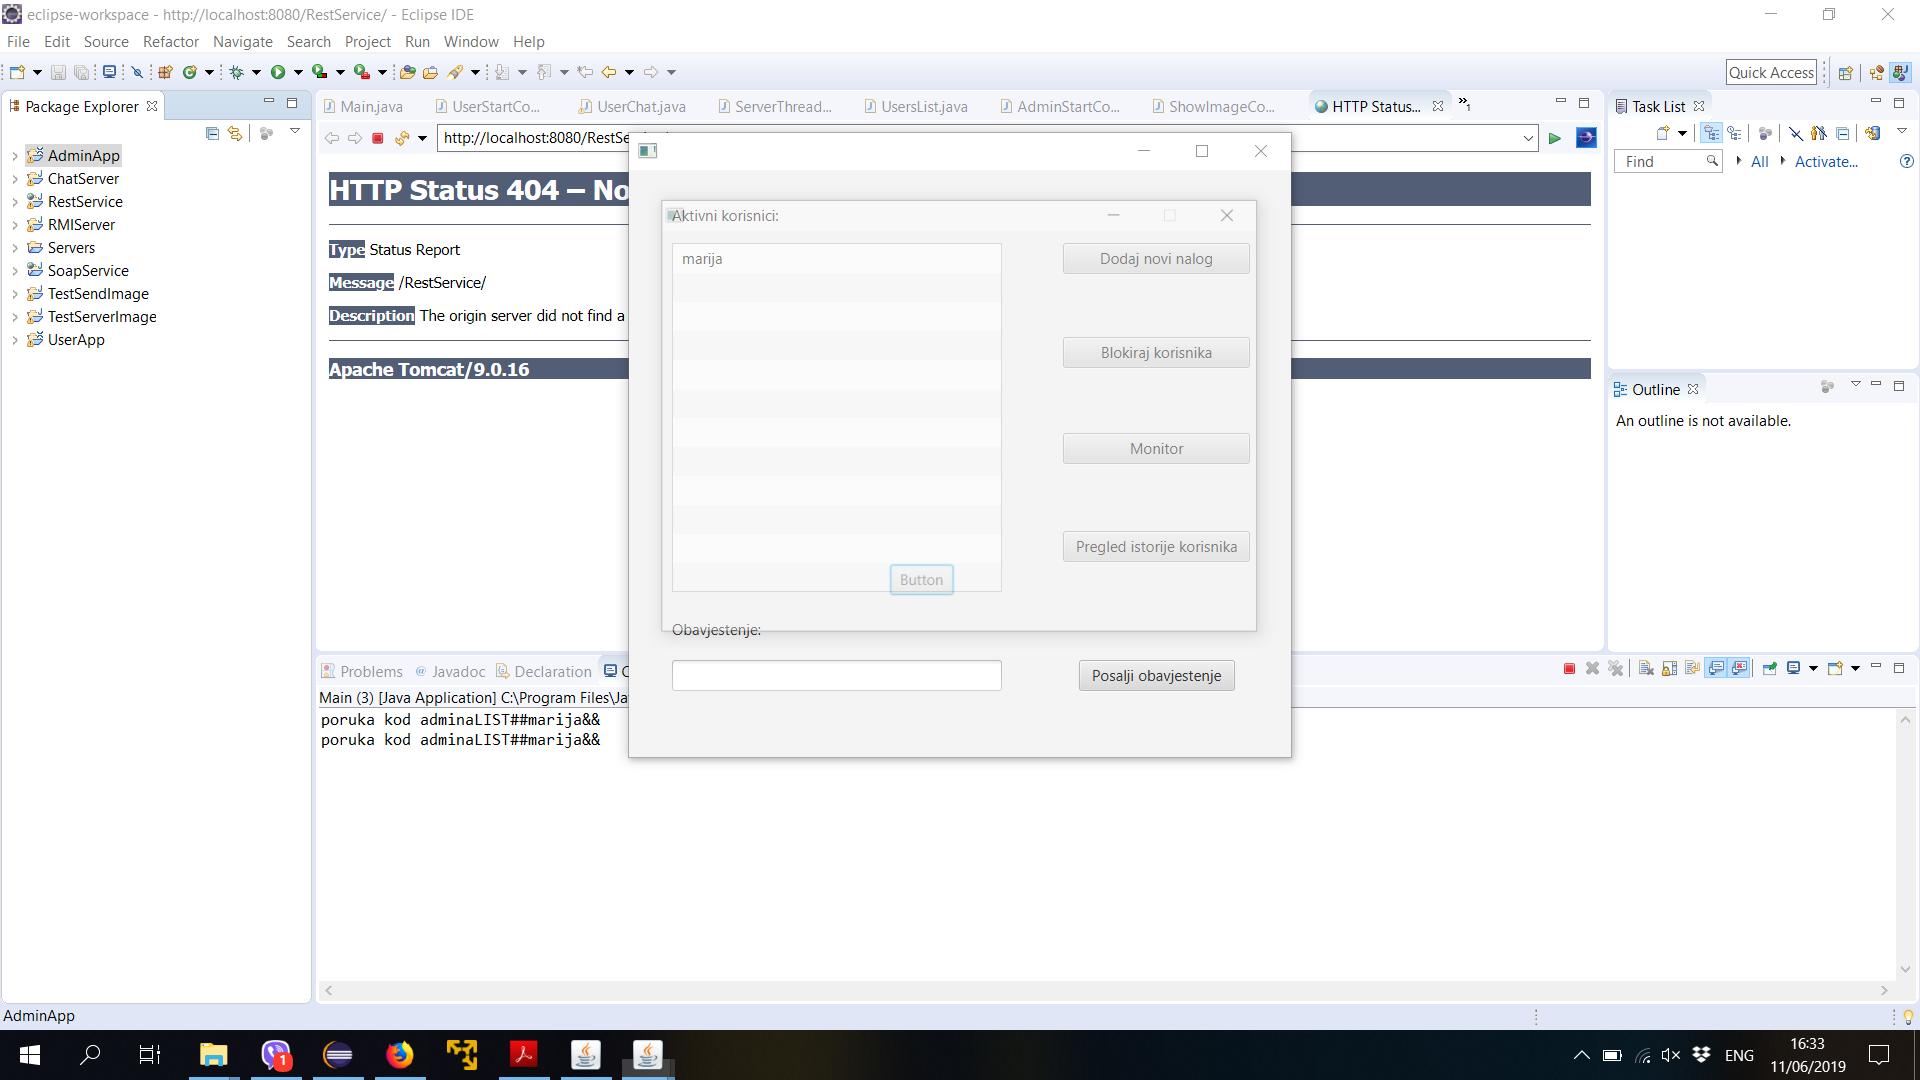 eclipse-workspace - http://localhost:8080/RestService/ - Eclipse IDE
File Edit Source Refactor Navigate Search Project Run Window Help
Quick Access
Package Explorer
Main.java UserStartCo... UserChat.java ServerThread... UsersList.java AdminStartCo... ShowImageCo... HTTP Status... »1
Task List
http://localhost:8080/RestSe
AdminApp
ChatServer
RestService
RMIServer
Servers
SoapService
TestSendImage
TestServerImage
UserApp
HTTP Status 404 – No
Type Status Report
Message /RestService/
Description The origin server did not find a
Apache Tomcat/9.0.16
Find All Activate...
Outline
An outline is not available.
Aktivni korisnici:
marija
Dodaj novi nalog
Blokiraj korisnika
Monitor
Pregled istorije korisnika
Button
Obavjestenje:
Posalji obavjestenje
Problems Javadoc Declaration C
Main (3) [Java Application] C:\Program Files\Ja
poruka kod adminaLIST##marija&&
poruka kod adminaLIST##marija&&
AdminApp
1
ENG
16:33
11/06/2019